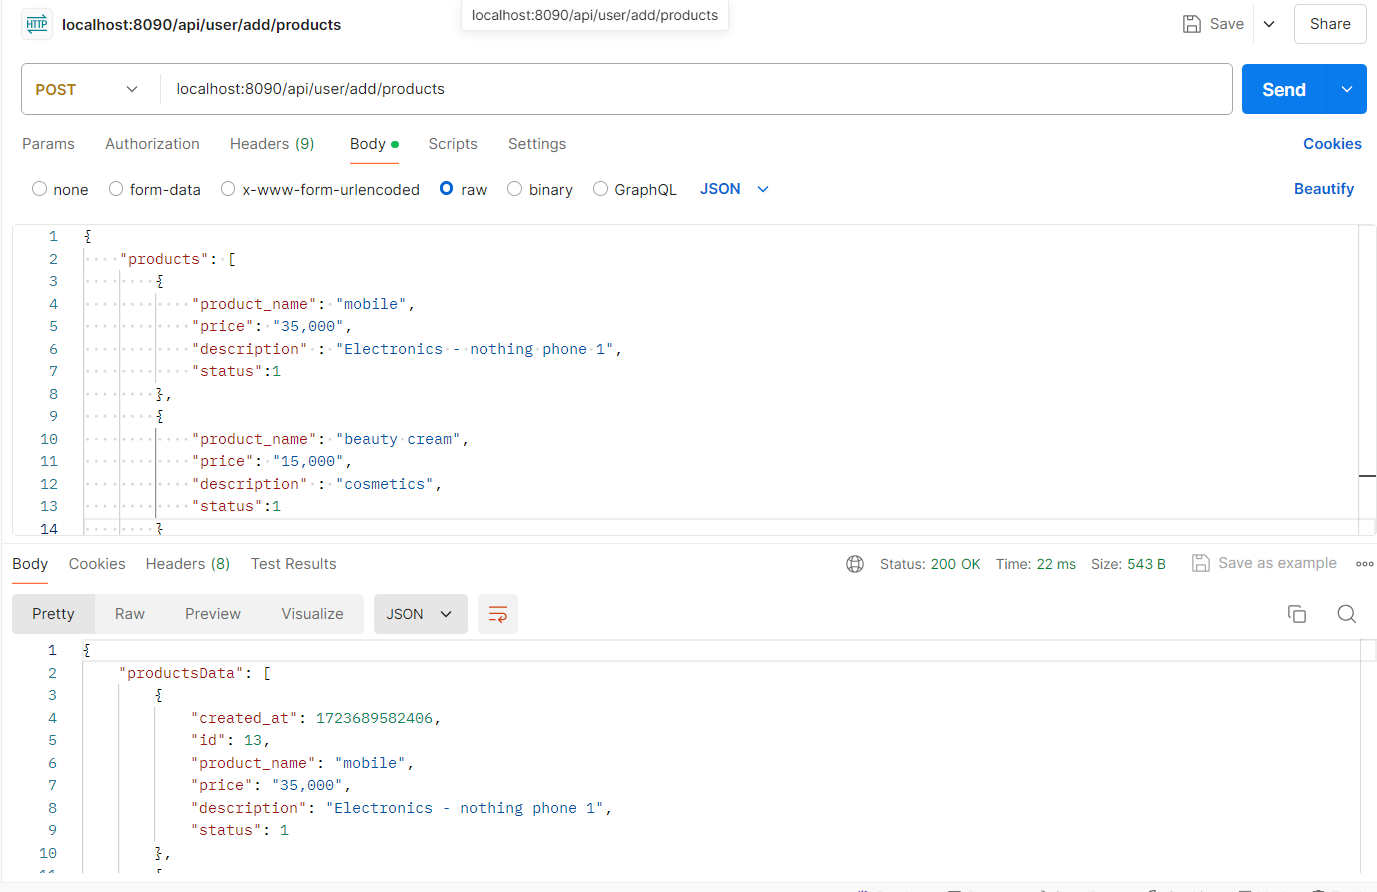 HTTP localhost:8090/api/user/add/products
localhost:8090/api/user/add/products
Save
Share
POST localhost:8090/api/user/add/products
Send
Params Authorization Headers (9) Body Scripts Settings Cookies
none form-data x-www-form-urlencoded raw binary GraphQL JSON Beautify
1 {
2 "products": [
3 {
4 "product_name": "mobile",
5 "price": "35,000",
6 "description" : "Electronics - nothing phone 1",
7 "status":1
8 },
9 {
10 "product_name": "beauty cream",
11 "price": "15,000",
12 "description" : "cosmetics",
13 "status":1
14 }
Body Cookies Headers (8) Test Results Status: 200 OK Time: 22 ms Size: 543 B Save as example
Pretty Raw Preview Visualize JSON
1 {
2 "productsData": [
3 {
4 "created_at": 1723689582406,
5 "id": 13,
6 "product_name": "mobile",
7 "price": "35,000",
8 "description": "Electronics - nothing phone 1",
9 "status": 1
10 },